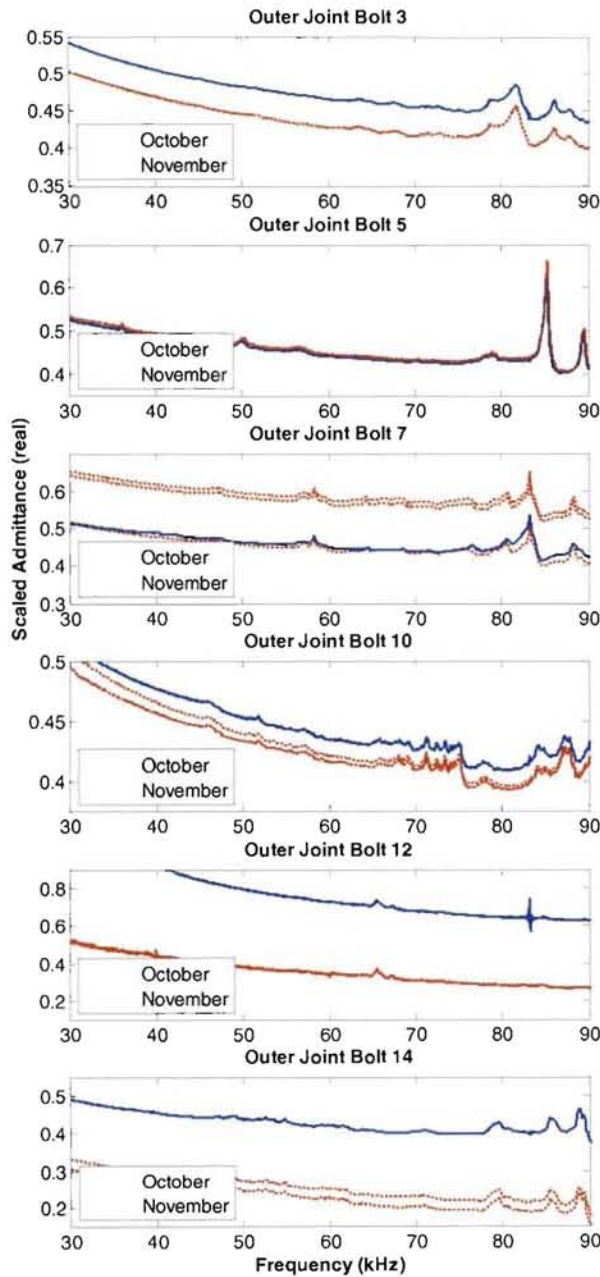 Outer Joint Bolt 3
0.55
0.5
0.45
0.4
0.35
October
November
30 40 50 60 70 80 90
Outer Joint Bolt 5
0.7
0.6
0.5
0.4
October
November
30 40 50 60 70 80 90
Outer Joint Bolt 7
0.6
0.5
0.4
0.3
October
November
30 40 50 60 70 80 90
Scaled Admittance (real)
Outer Joint Bolt 10
0.5
0.45
0.4
October
November
30 40 50 60 70 80 90
Outer Joint Bolt 12
0.8
0.6
0.4
0.2
October
November
30 40 50 60 70 80 90
Outer Joint Bolt 14
0.5
0.4
0.3
0.2
October
November
30 40 50 60 70 80 90
Frequency (kHz)